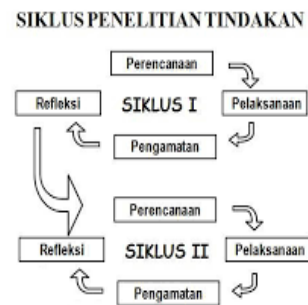 SIKLUS PENELITIAN TINDAKAN
Perencanaan
Refleksi SIKLUS I Pelaksanaan
Pengamatan
Perencanaan
Refleksi SIKLUS II Pelaksanaan
Pengamatan